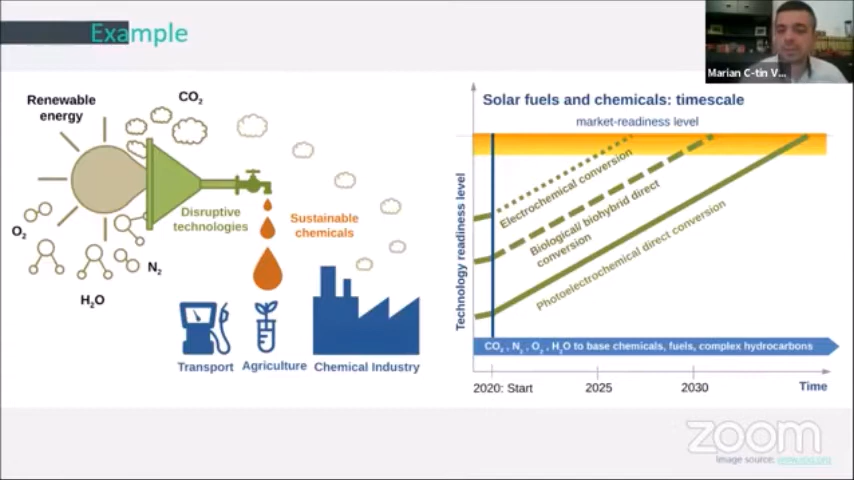 Example
Marian C-tin V...
Renewable
energy
CO2
O2
H2O
N2
Disruptive
technologies
Sustainable
chemicals
Transport
Agriculture
Chemical Industry
Solar fuels and chemicals: timescale
market-readiness level
Technology readiness level
Electrochemical conversion
Biological/ biohybrid direct
conversion
Photoelectrochemical direct conversion
CO2 , N2 , O2 , H2O to base chemicals, fuels, complex hydrocarbons
2020: Start
2025
2030
Time
zoom
Image source: